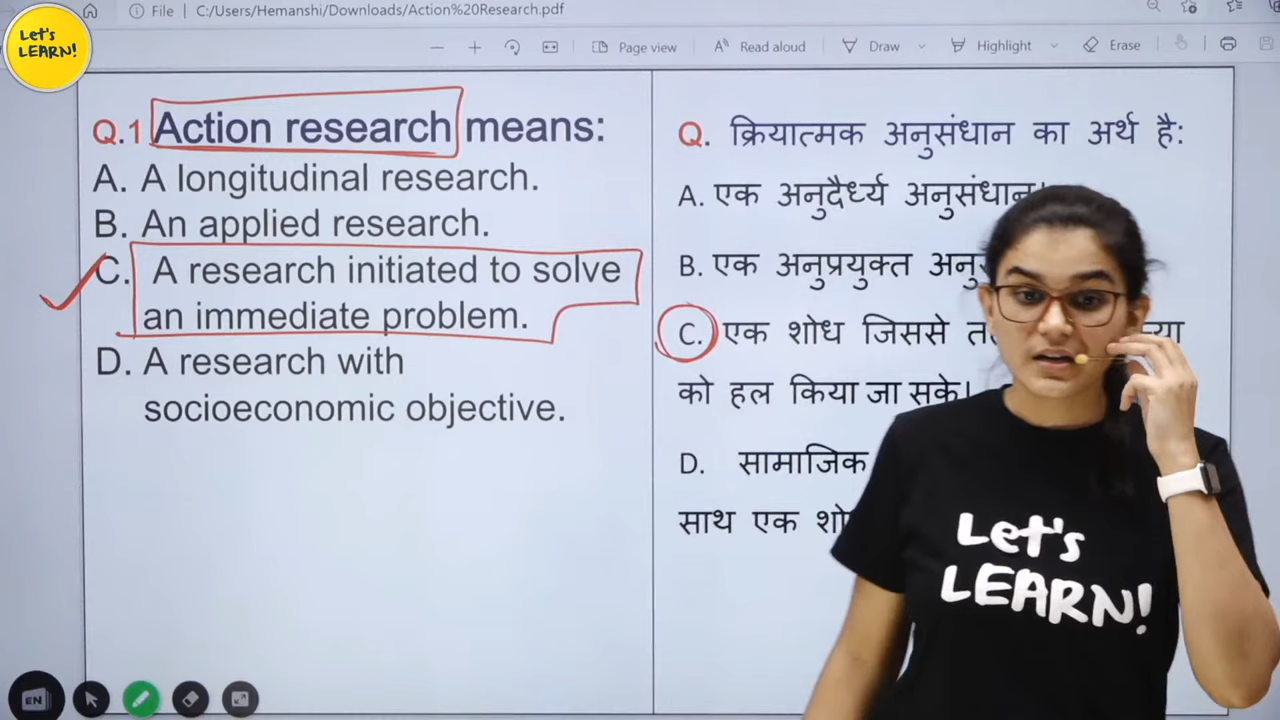 Let's
LEARN!
File | C:/Users/Hemanshi/Downloads/Action%20Research.pdf
Page view
Read aloud
Draw
Highlight
Erase
Q.1 Action research means:
A. A longitudinal research.
B. An applied research.
C. A research initiated to solve
an immediate problem.
D. A research with
socioeconomic objective.
Q. क्रियात्मक अनुसंधान का अर्थ है:
A. एक अनुदैर्ध्य अनुसंधान।
B. एक अनुप्रयुक्त
C. एक शोध जिससे
को हल किया जा सके।
D. सामाजिक
साथ एक
Let's
LEARN!
EN